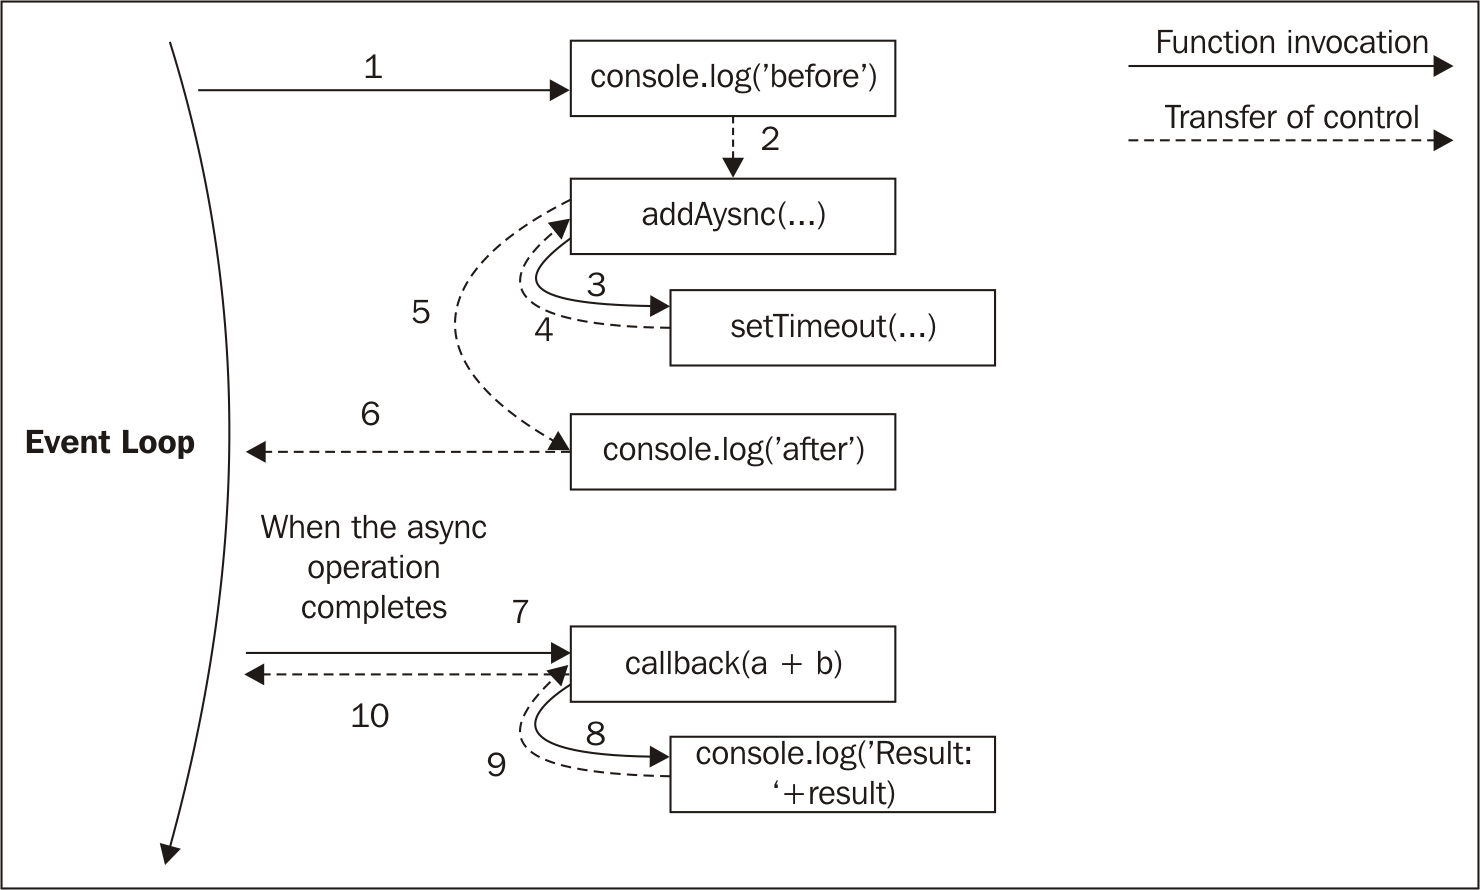 Function invocation
1
console.log('before')
Transfer of control
2
addAysnc(...)
3
5
4
setTimeout(...)
6
Event Loop
console.log('after')
When the async
operation
completes
7
callback(a + b)
10
8
9
console.log('Result:
‘+result)